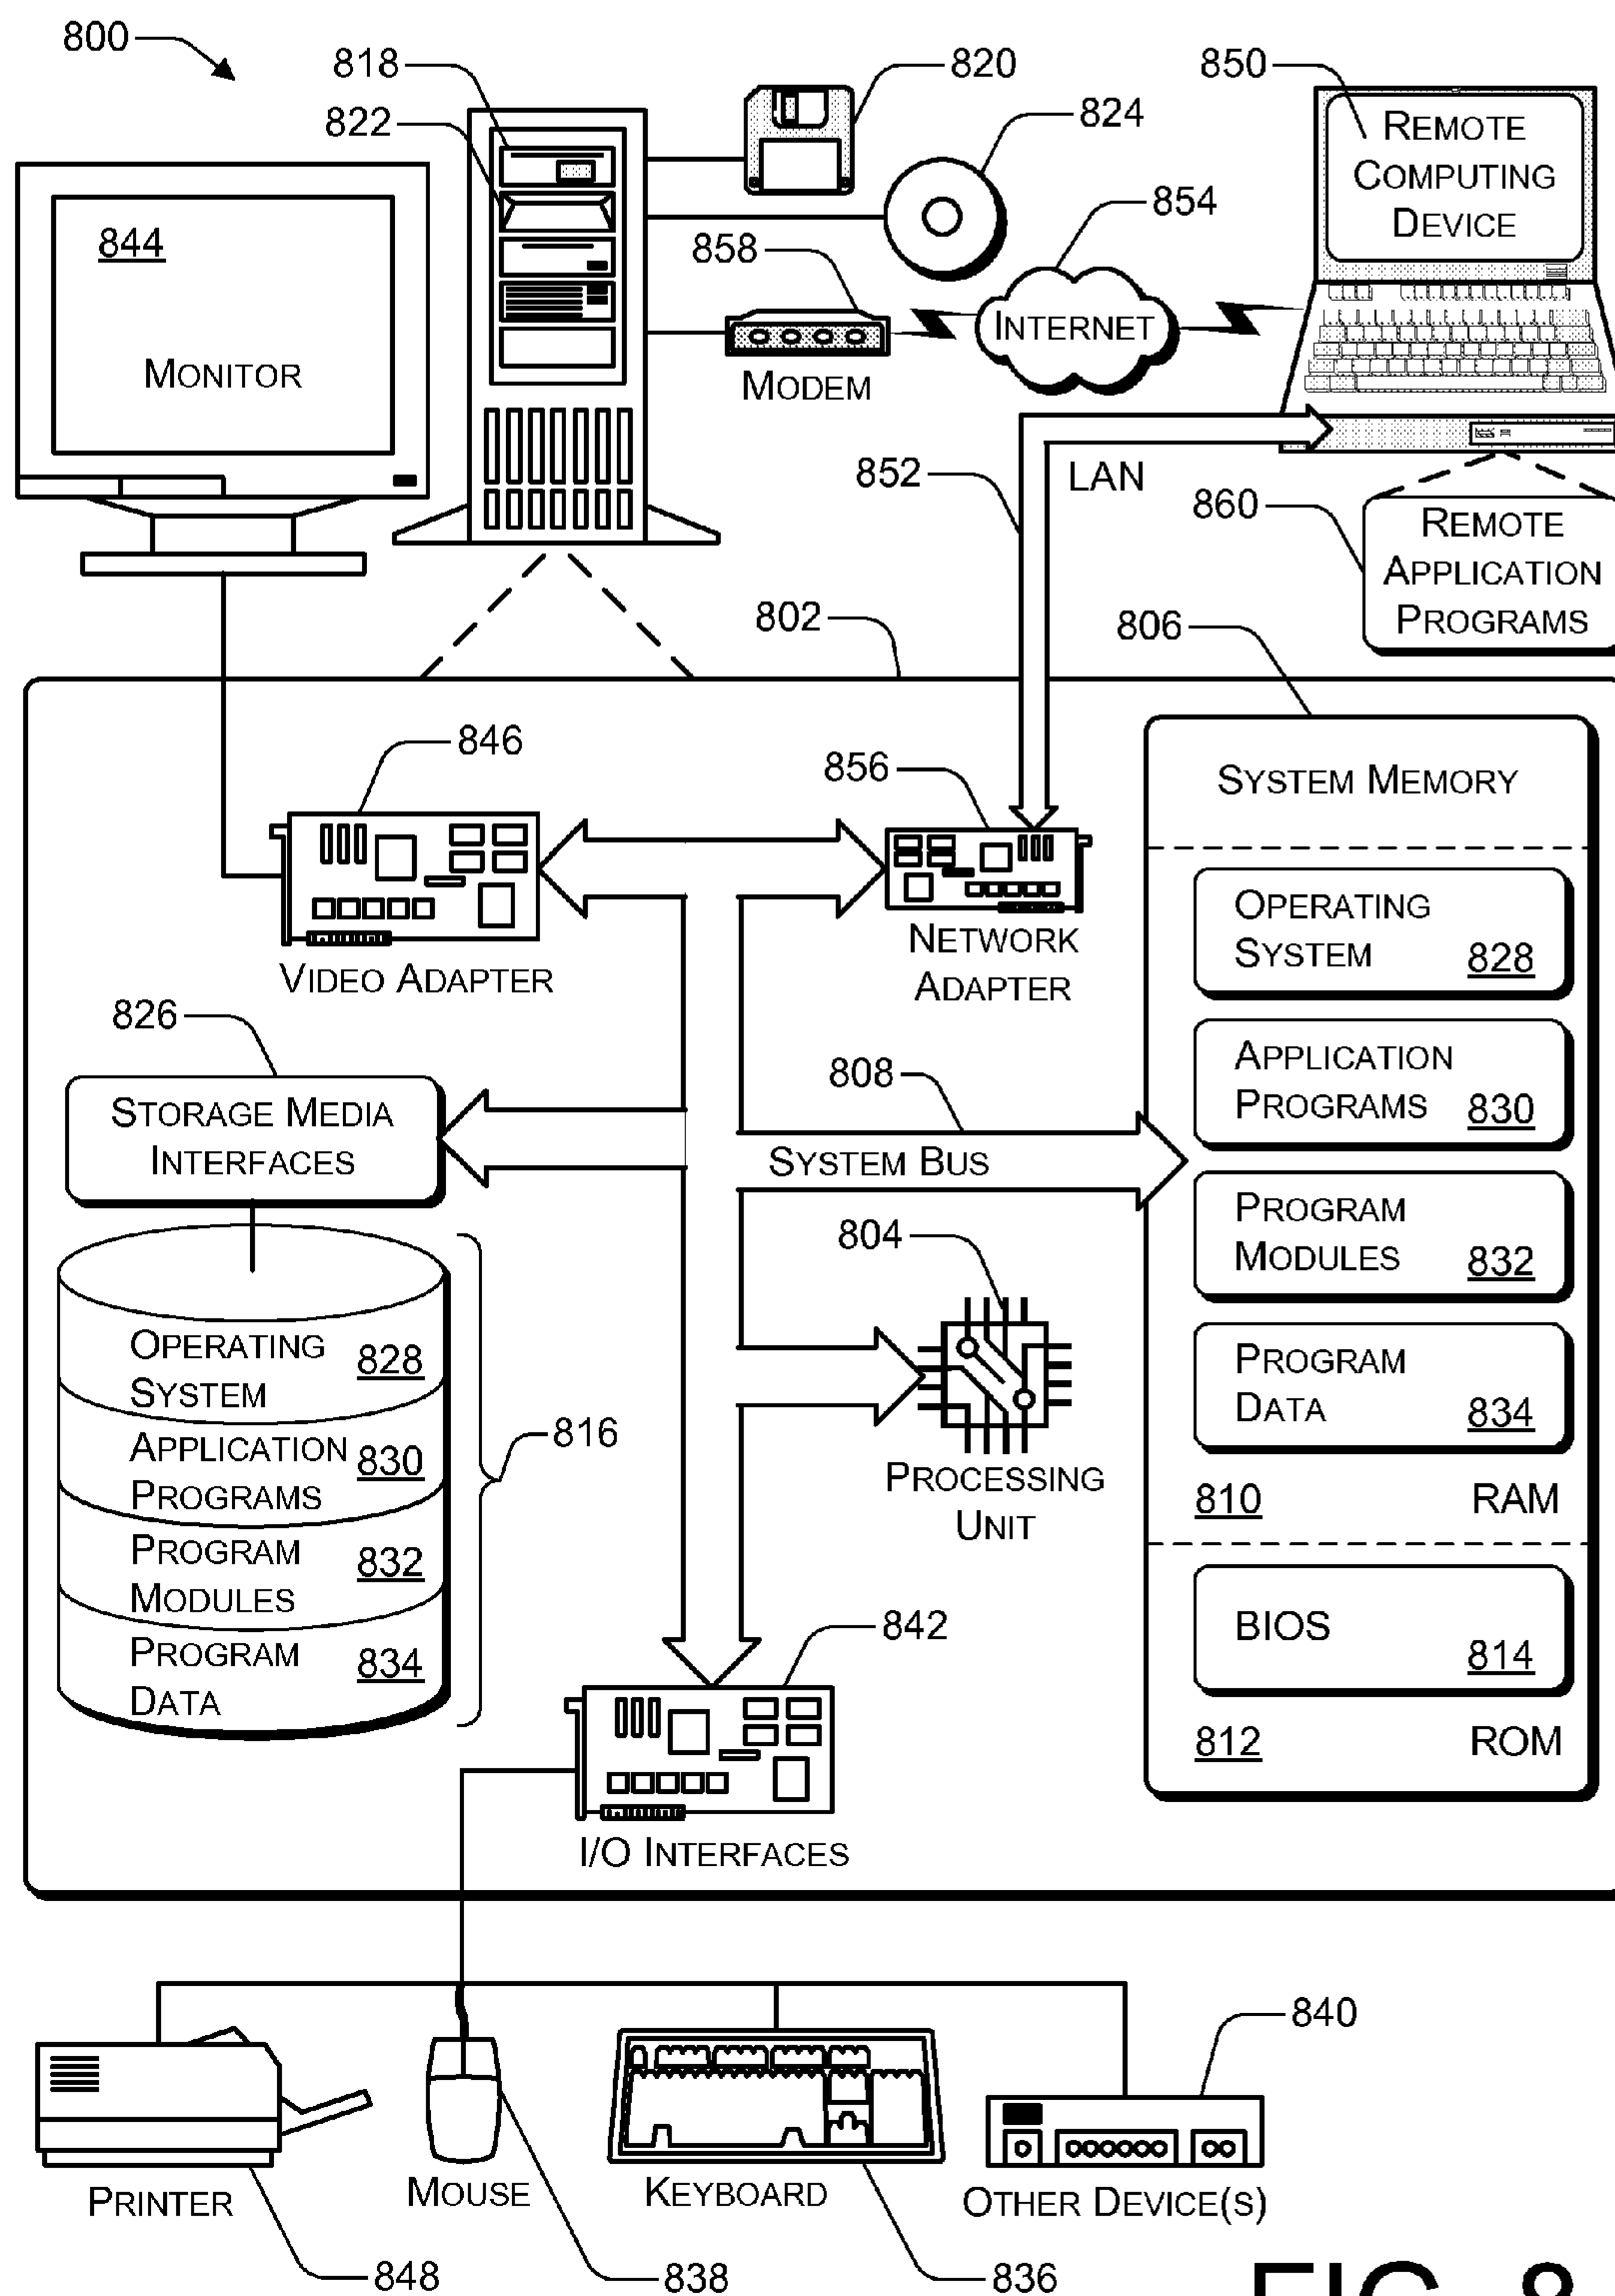 800
818
820
850
822
824
REMOTE
COMPUTING
DEVICE
844
854
858
INTERNET
MONITOR
MODEM
852
LAN
860
REMOTE
APPLICATION
PROGRAMS
802
806
846
856
SYSTEM MEMORY
VIDEO ADAPTER
NETWORK
ADAPTER
OPERATING
SYSTEM 828
826
STORAGE MEDIA
INTERFACES
808
SYSTEM BUS
APPLICATION
PROGRAMS 830
PROGRAM
MODULES 832
804
PROCESSING
UNIT
PROGRAM
DATA 834
810 RAM
OPERATING
SYSTEM 828
APPLICATION
PROGRAMS 830
PROGRAM
MODULES 832
PROGRAM
DATA 834
816
BIOS 814
812 ROM
842
I/O INTERFACES
840
PRINTER
MOUSE
KEYBOARD
OTHER DEVICE(S)
848
838
836
FIG. 8